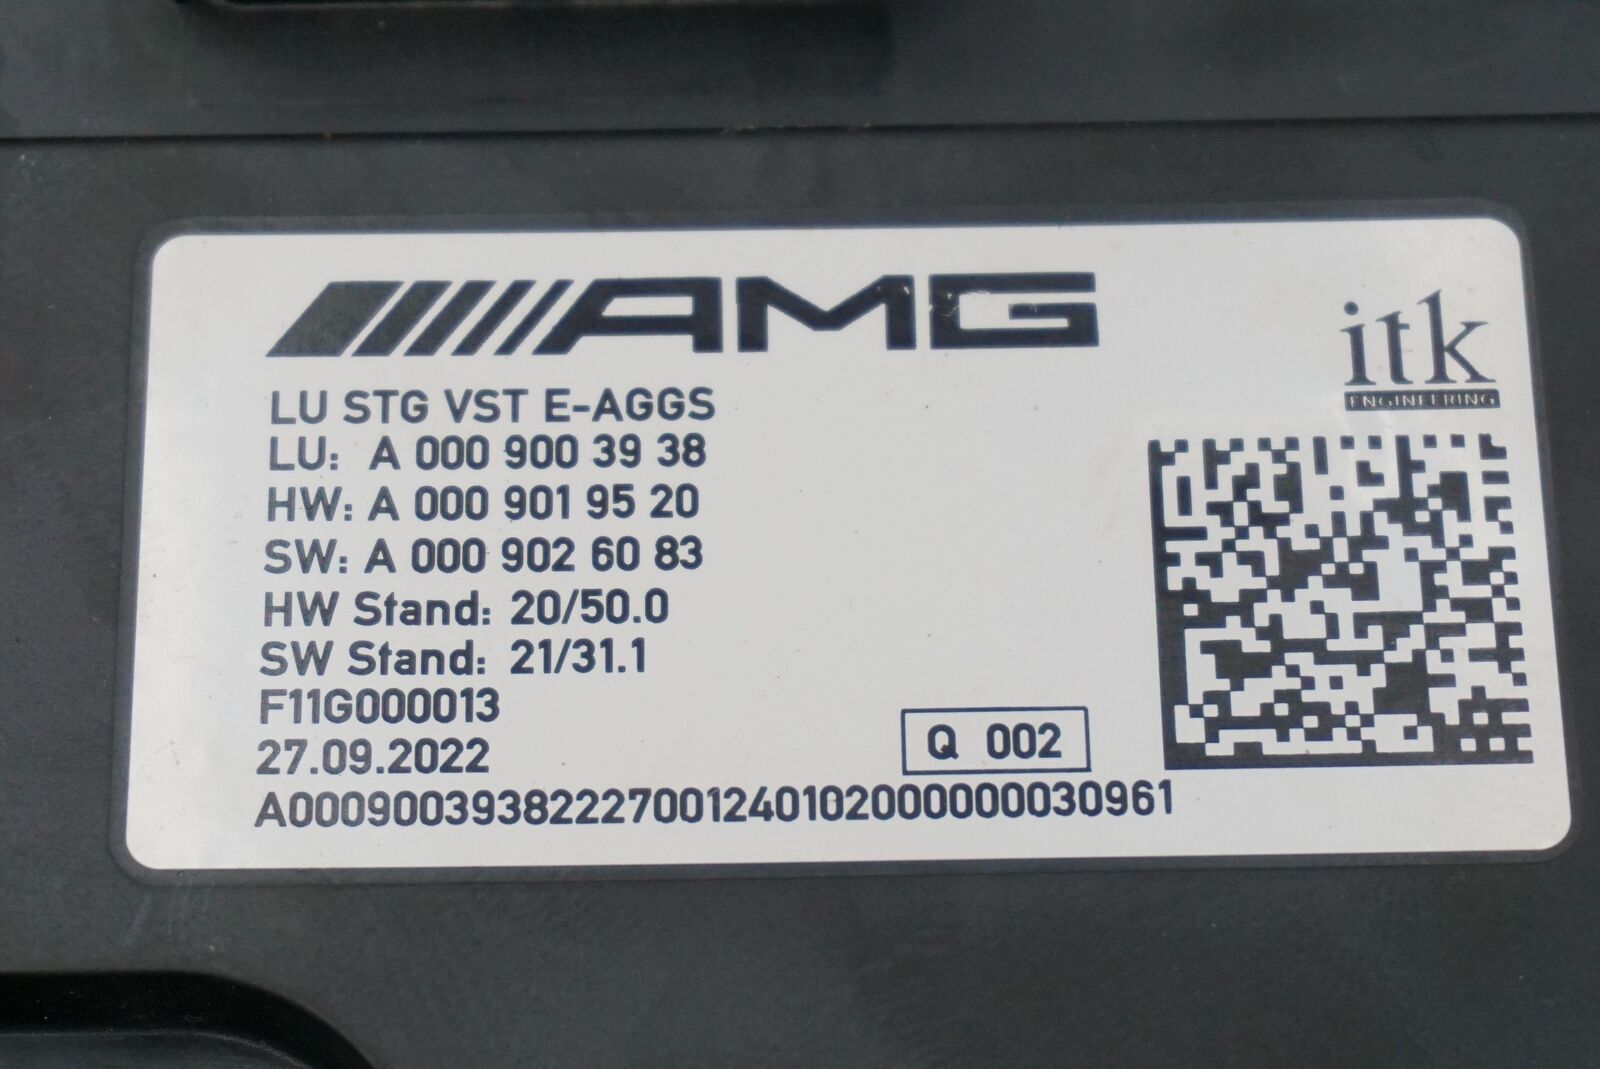 AMG
itk
ENGINEERING
LU STG VST E-AGGS
LU: A 000 900 39 38
HW: A 000 901 95 20
SW: A 000 902 60 83
HW Stand: 20/50.0
SW Stand: 21/31.1
F11G000013
27.09.2022
Q 002
A0009003938222700124010200000000030961